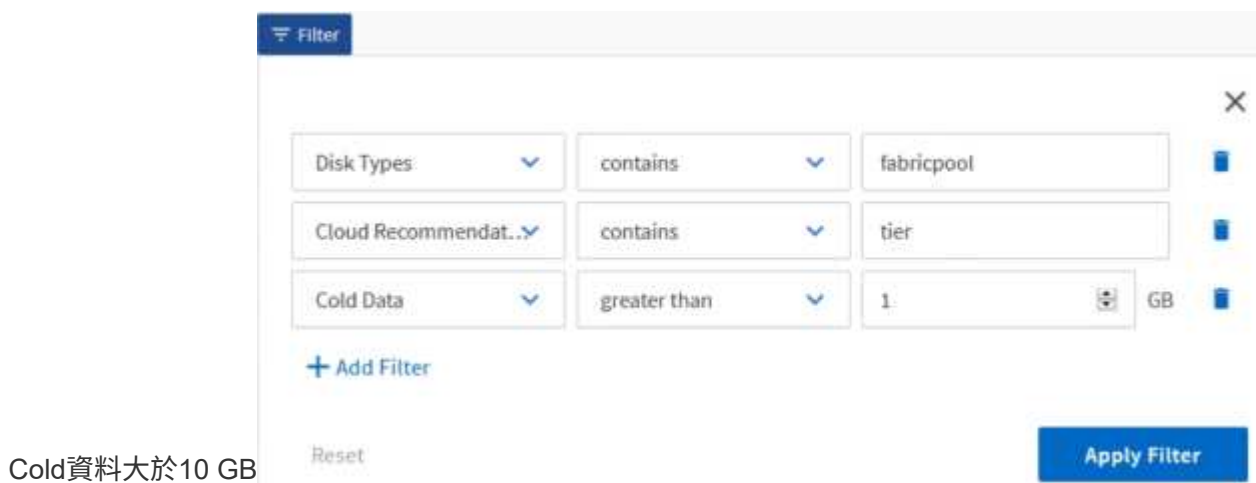 Filter
Disk Types contains fabricpool
Cloud Recommendat... contains tier
Cold Data greater than 1 GB
+ Add Filter
Cold資料大於10 GB Reset Apply Filter